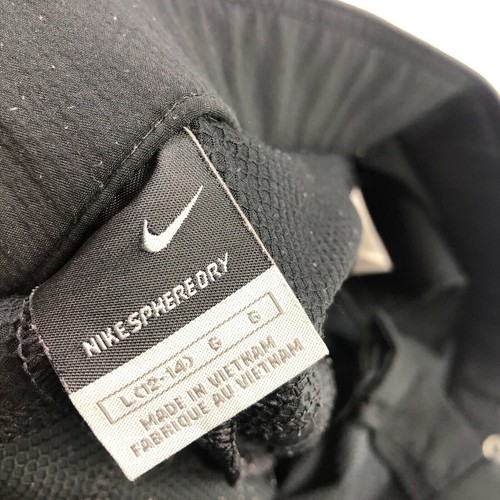 NIKE SPHERE DRY
L(12-14) G G
MADE IN VIETNAM
FABRIQUE AU VIETNAM